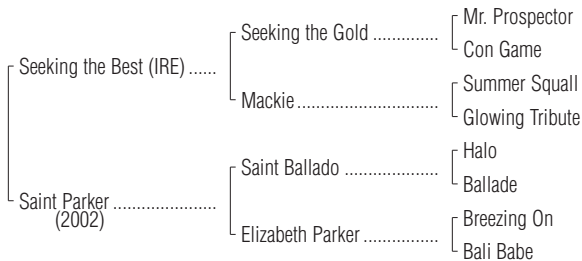 Mr. Prospector
Seeking the Gold ..............
Con Game
Seeking the Best (IRE) ......
Summer Squall
Mackie..............................
Glowing Tribute
Halo
Saint Ballado ....................
Ballade
Saint Parker ......................
(2002)
Breezing On
Elizabeth Parker ................
Bali Babe